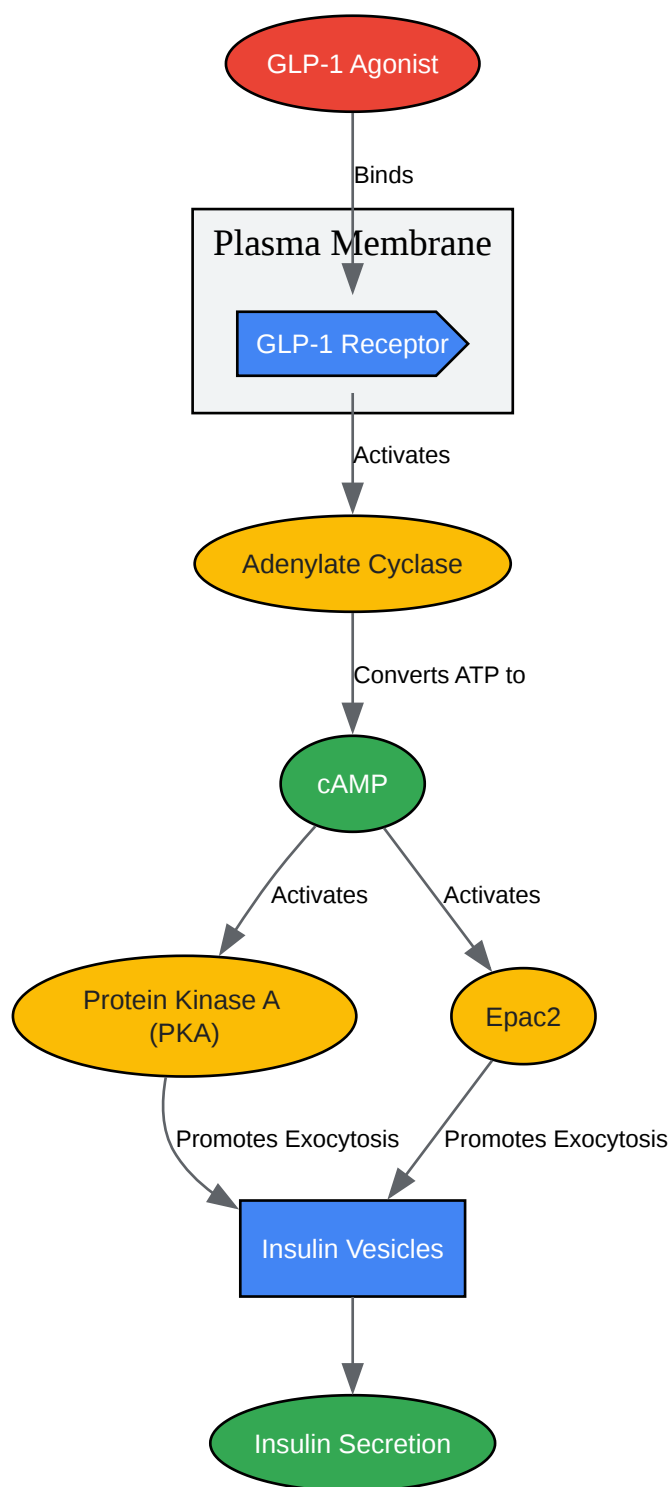 GLP-1 Agonist
Binds
Plasma Membrane
GLP-1 Receptor
Activates
Adenylate Cyclase
Converts ATP to
cAMP
Activates
Activates
Protein Kinase A
(PKA)
Epac2
Promotes Exocytosis
Promotes Exocytosis
Insulin Vesicles
Insulin Secretion